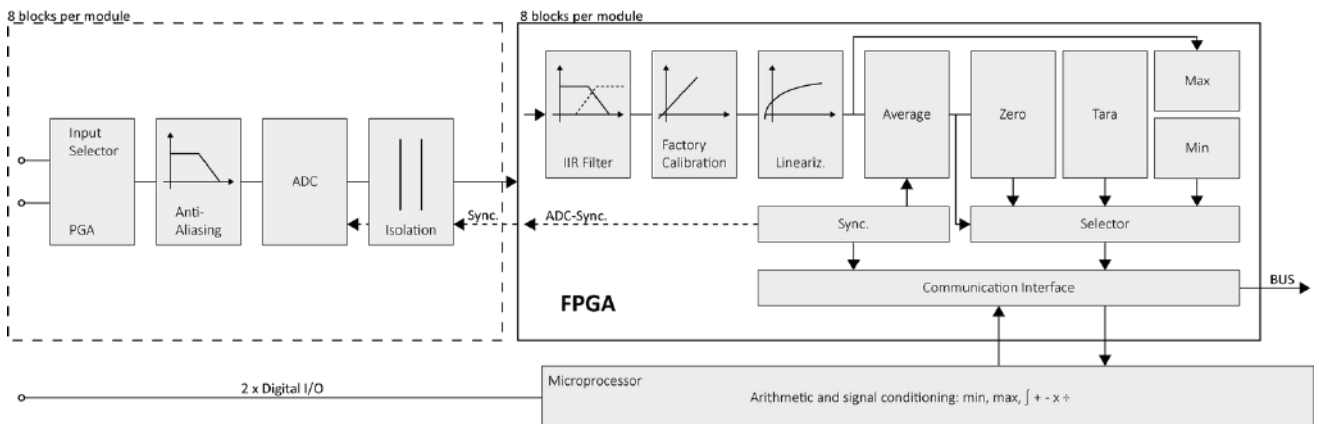 8 blocks per module
Input
Selector
PGA
Anti-
Aliasing
ADC
Isolation
Sync.
8 blocks per module
IIR Filter
Factory
Calibration
Lineariz.
Average
Zero
Tara
Max
Min
ADC-Sync.
Sync.
Selector
Communication Interface
BUS
FPGA
2 x Digital I/O
Microprocessor
Arithmetic and signal conditioning: min, max, ∫ + - x ÷